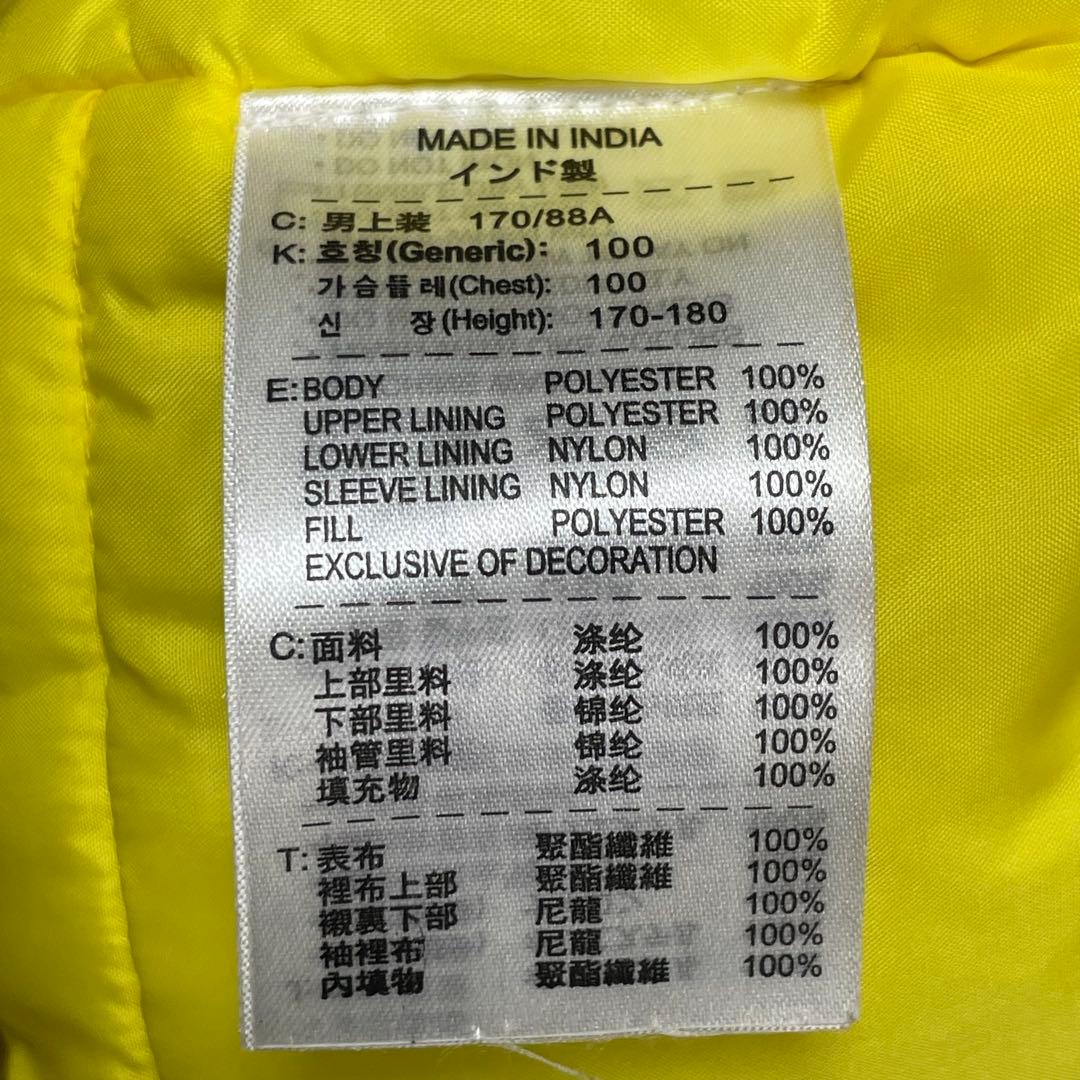 MADE IN INDIA
インド製
C: 男上装 170/88A
K: 호칭(Generic): 100
가슴들레(Chest): 100
신 장(Height): 170-180
E: BODY POLYESTER 100%
UPPER LINING POLYESTER 100%
LOWER LINING NYLON 100%
SLEEVE LINING NYLON 100%
FILL POLYESTER 100%
EXCLUSIVE OF DECORATION
C: 面料 涤纶 100%
上部里料 涤纶 100%
下部里料 锦纶 100%
袖管里料 锦纶 100%
填充物 涤纶 100%
T: 表布 聚酯纖維 100%
裡布上部 聚酯纖維 100%
襯裏下部 尼龍 100%
袖裡布 尼龍 100%
內填物 聚酯纖維 100%